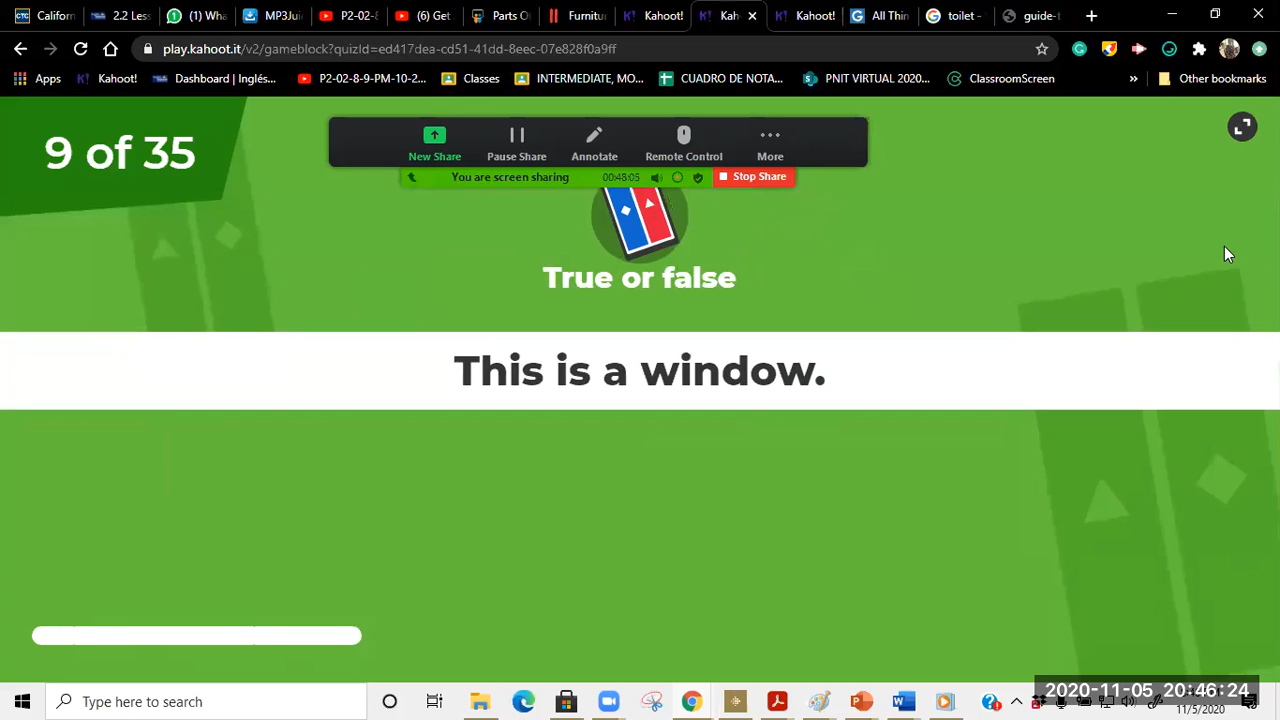 Californ
2.2 Less
(1) Wha
MP3Juic
P2-02-8
(6) Get
Parts O
Furnitu
Kahoot!
Kah
Kahoot!
All Thin
toilet -
guide-t
play.kahoot.it/v2/gameblock?quizId=ed417dea-cd51-41dd-8eec-07e828f0a9ff
Apps
Kahoot!
Dashboard | Inglés...
P2-02-8-9-PM-10-2...
Classes
INTERMEDIATE, MO...
CUADRO DE NOTA...
PNIT VIRTUAL 2020...
ClassroomScreen
»
Other bookmarks
9 of 35
New Share
Pause Share
Annotate
Remote Control
More
You are screen sharing
00:48:05
Stop Share
True or false
This is a window.
Type here to search
2020-11-05 20:46:24
11/5/2020